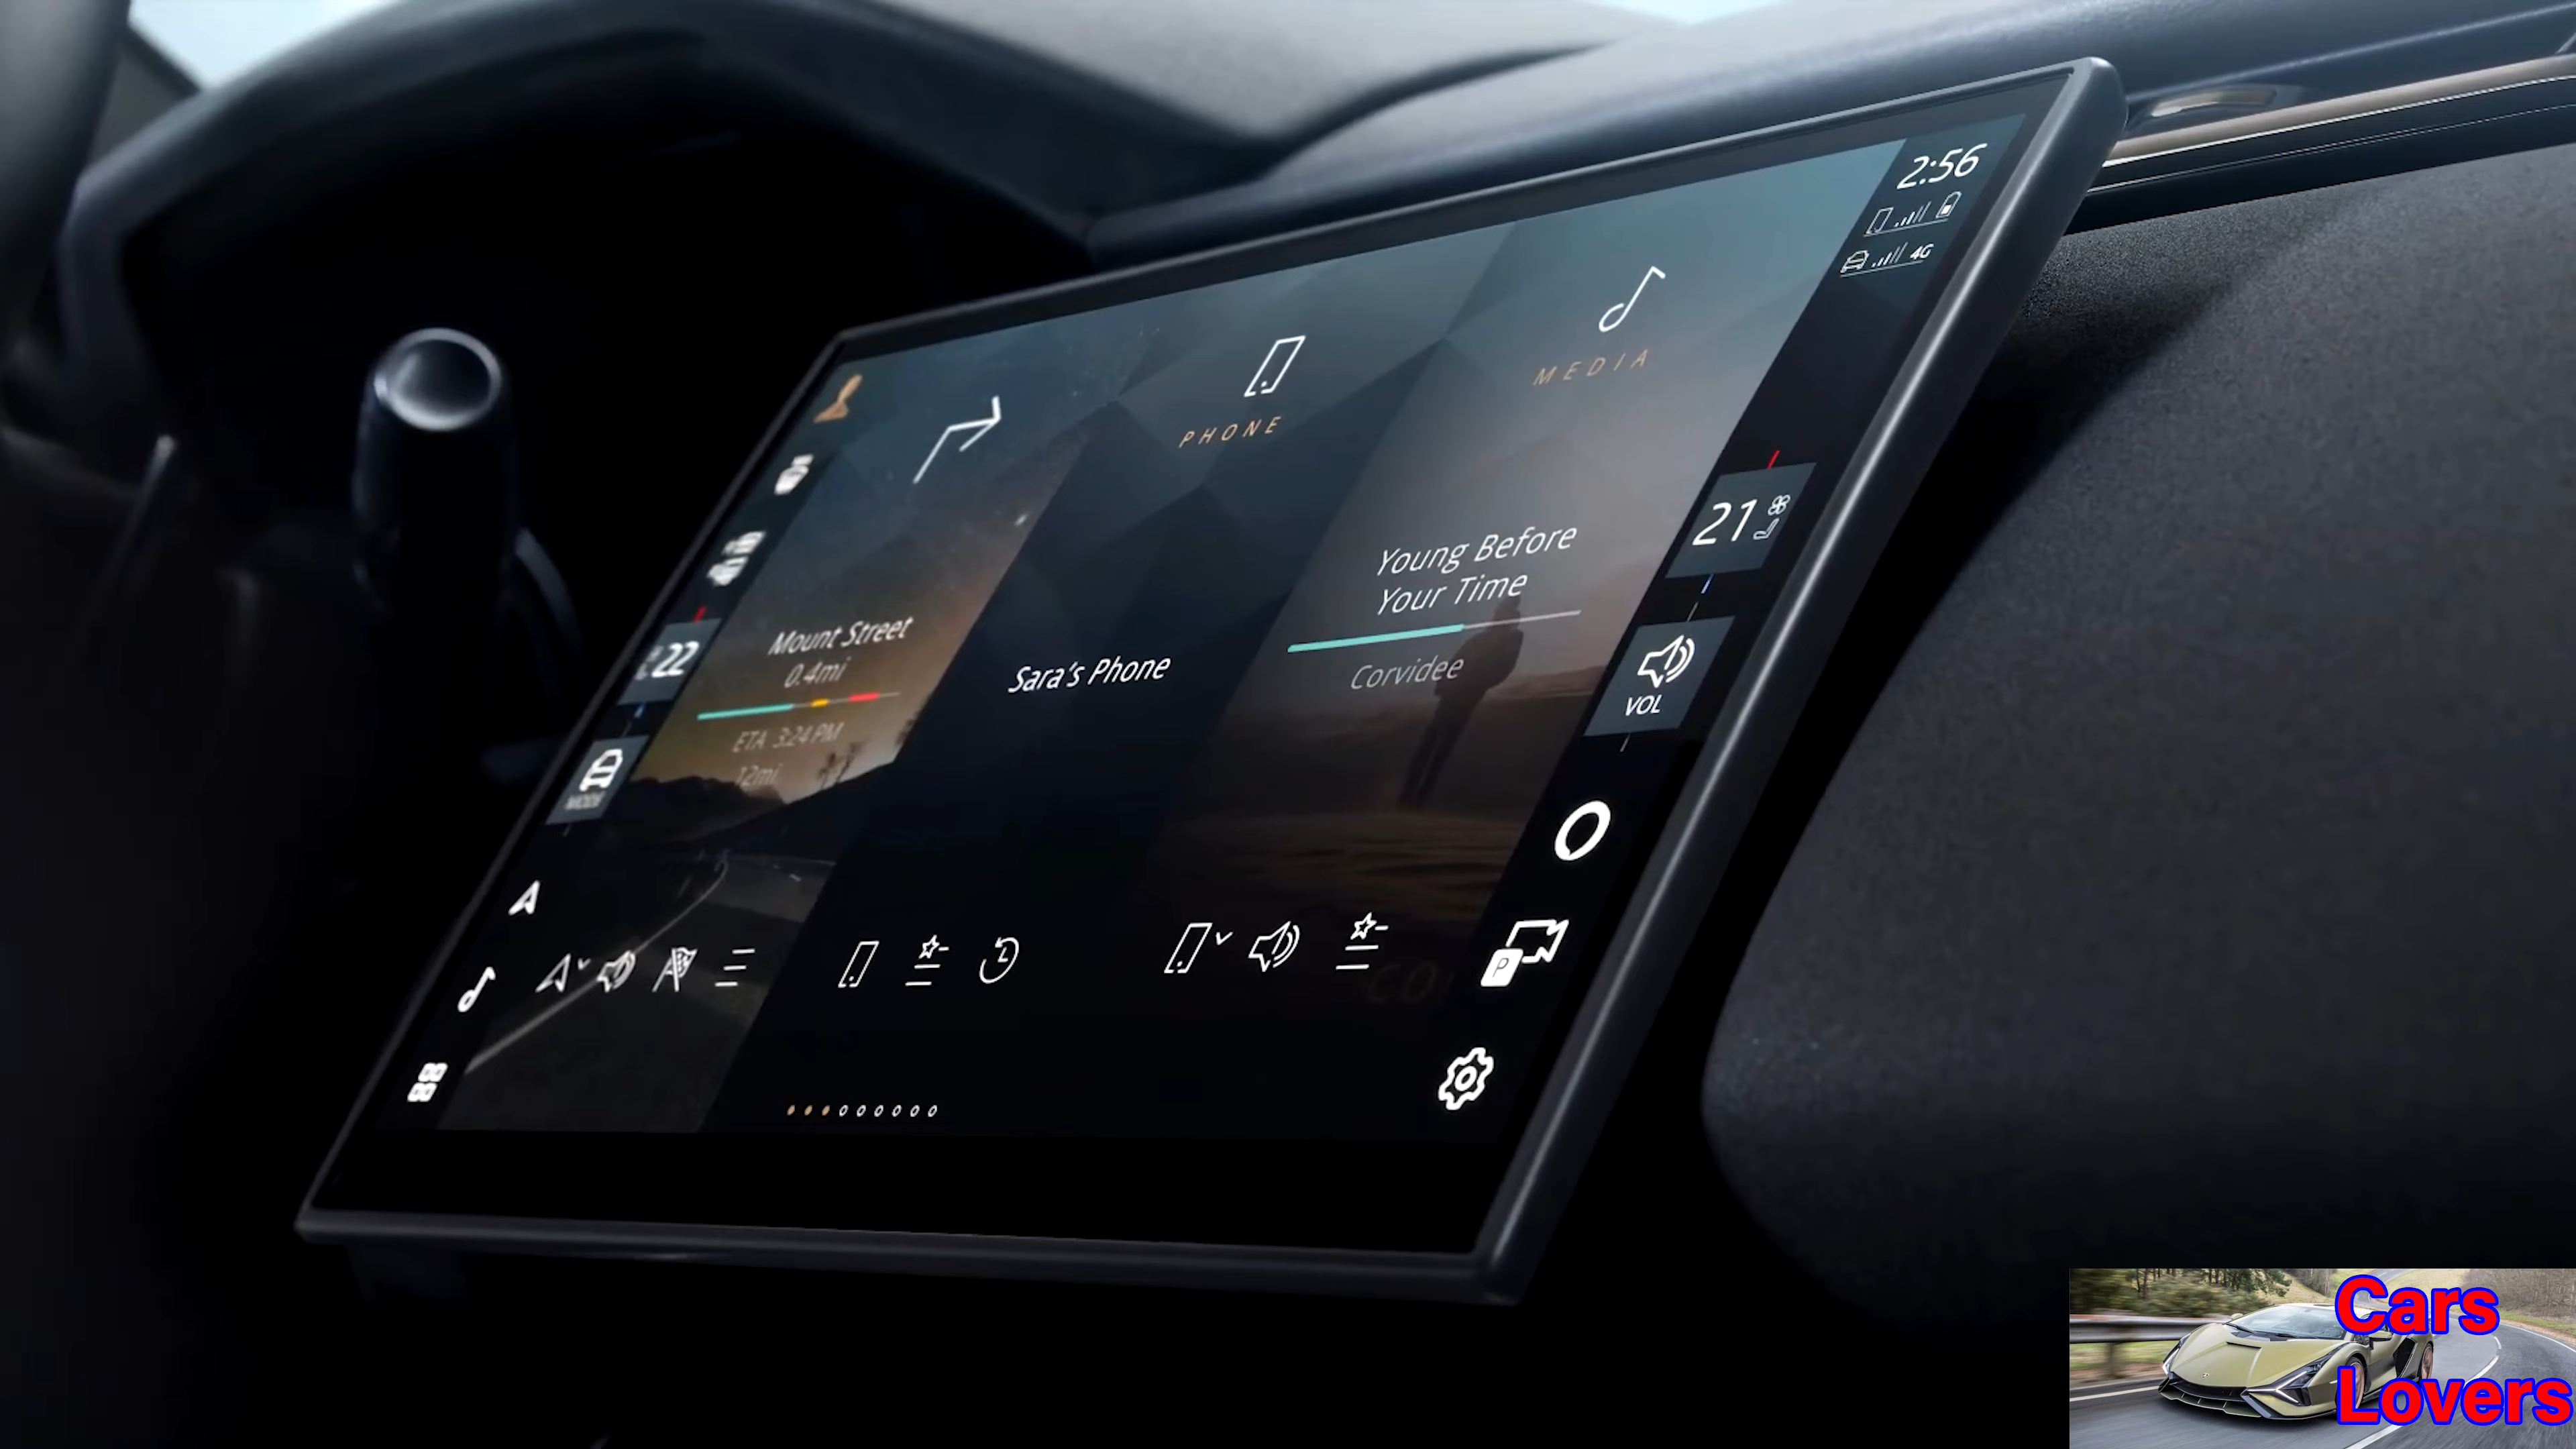 2:56
4G
MEDIA
PHONE
21
Young Before
Your Time
Corvidee
VOL
22
Mount Street
0.4mi
ETA 3:24 PM
12mi
MODE
Sara's Phone
P
Cars
Lovers